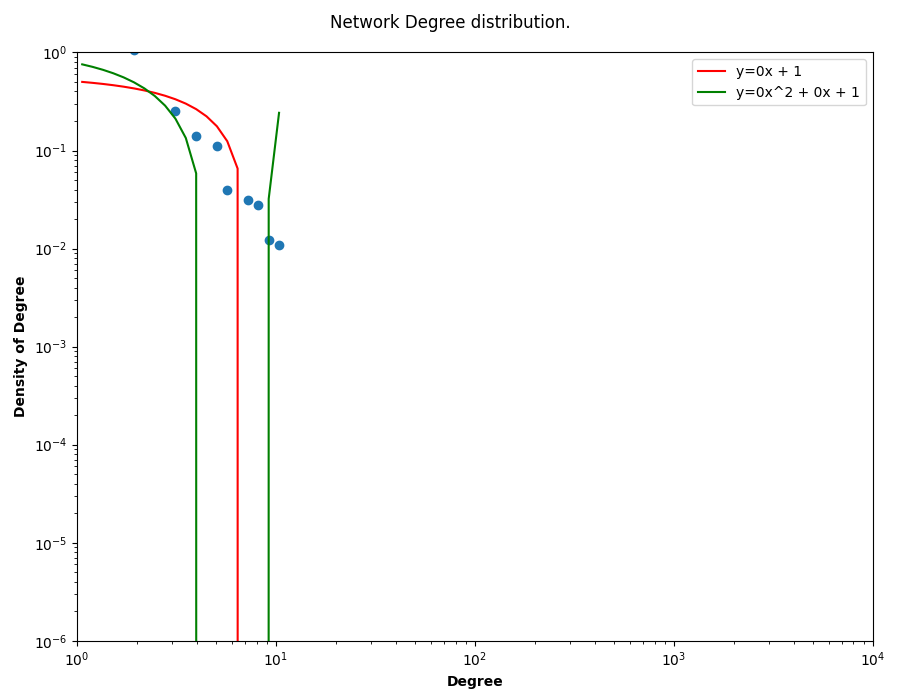 Network Degree distribution.
y=0x + 1
y=0x^2 + 0x + 1
Density of Degree
10^0
10^-1
10^-2
10^-3
10^-4
10^-5
10^-6
10^0 10^1 10^2 10^3 10^4
Degree